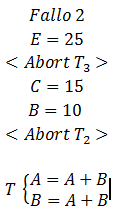 Fallo 2
E = 25
< Abort T₃ >
C = 15
B = 10
< Abort T₂ >
T { A = A + B
B = A + B